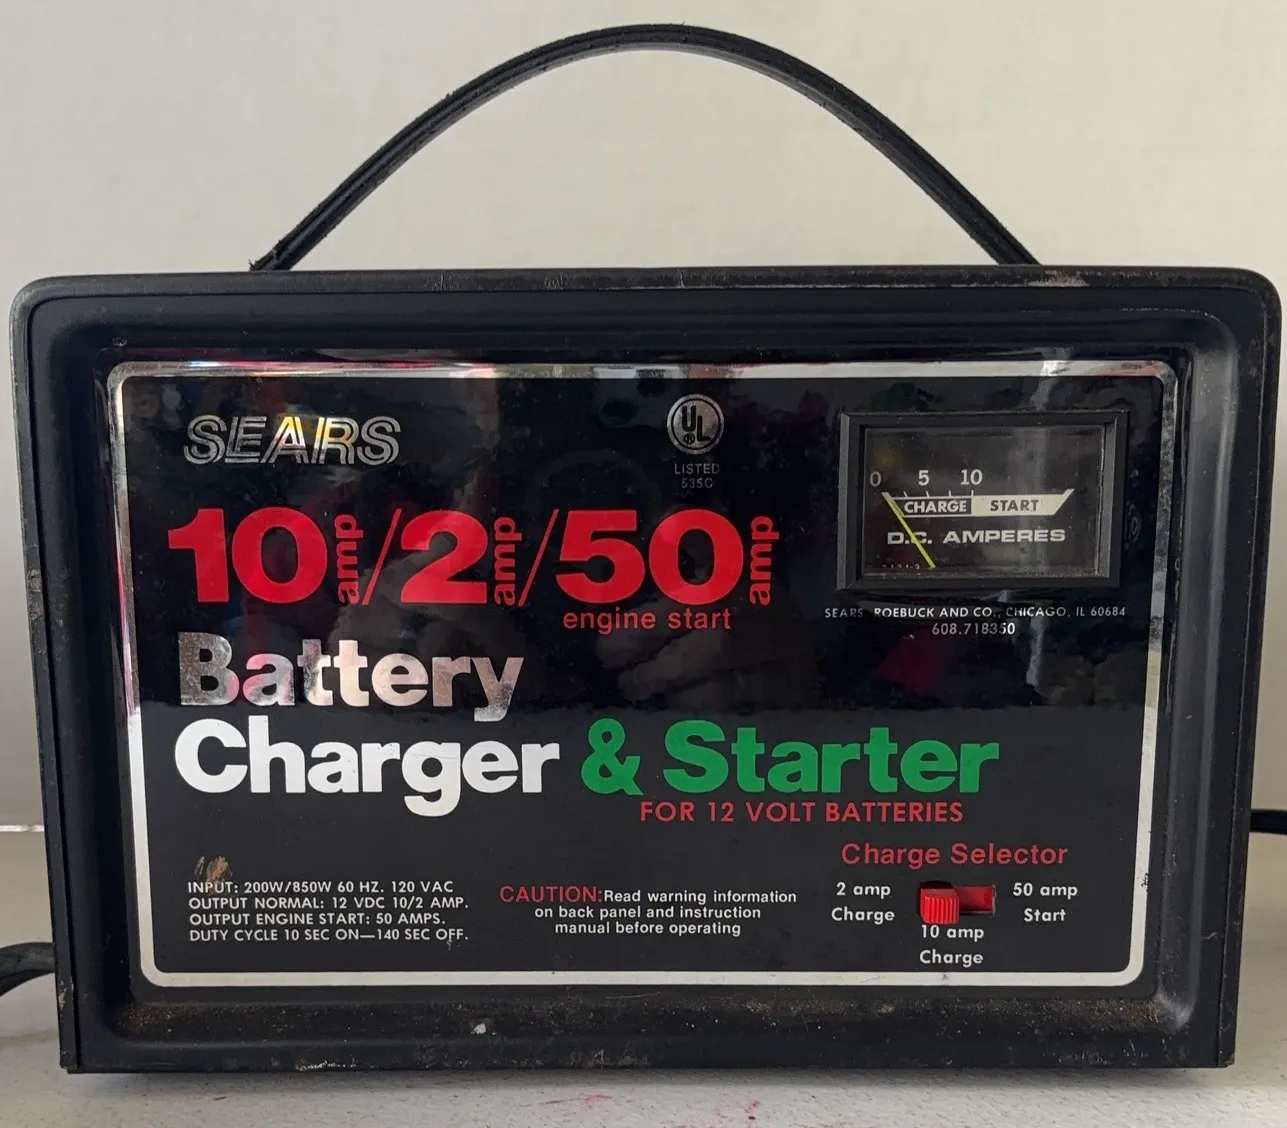 SEARS
UL
LISTED
535C
10 amp/2 amp/50 amp
engine start
Battery
Charger & Starter
FOR 12 VOLT BATTERIES
0 5 10
CHARGE START
D.C. AMPERES
SEARS ROEBUCK AND CO., CHICAGO, IL 60684
608.718350
INPUT: 200W/850W 60 HZ. 120 VAC
OUTPUT NORMAL: 12 VDC 10/2 AMP.
OUTPUT ENGINE START: 50 AMPS.
DUTY CYCLE 10 SEC ON—140 SEC OFF.
CAUTION: Read warning information
on back panel and instruction
manual before operating
Charge Selector
2 amp
Charge
10 amp
Charge
50 amp
Start